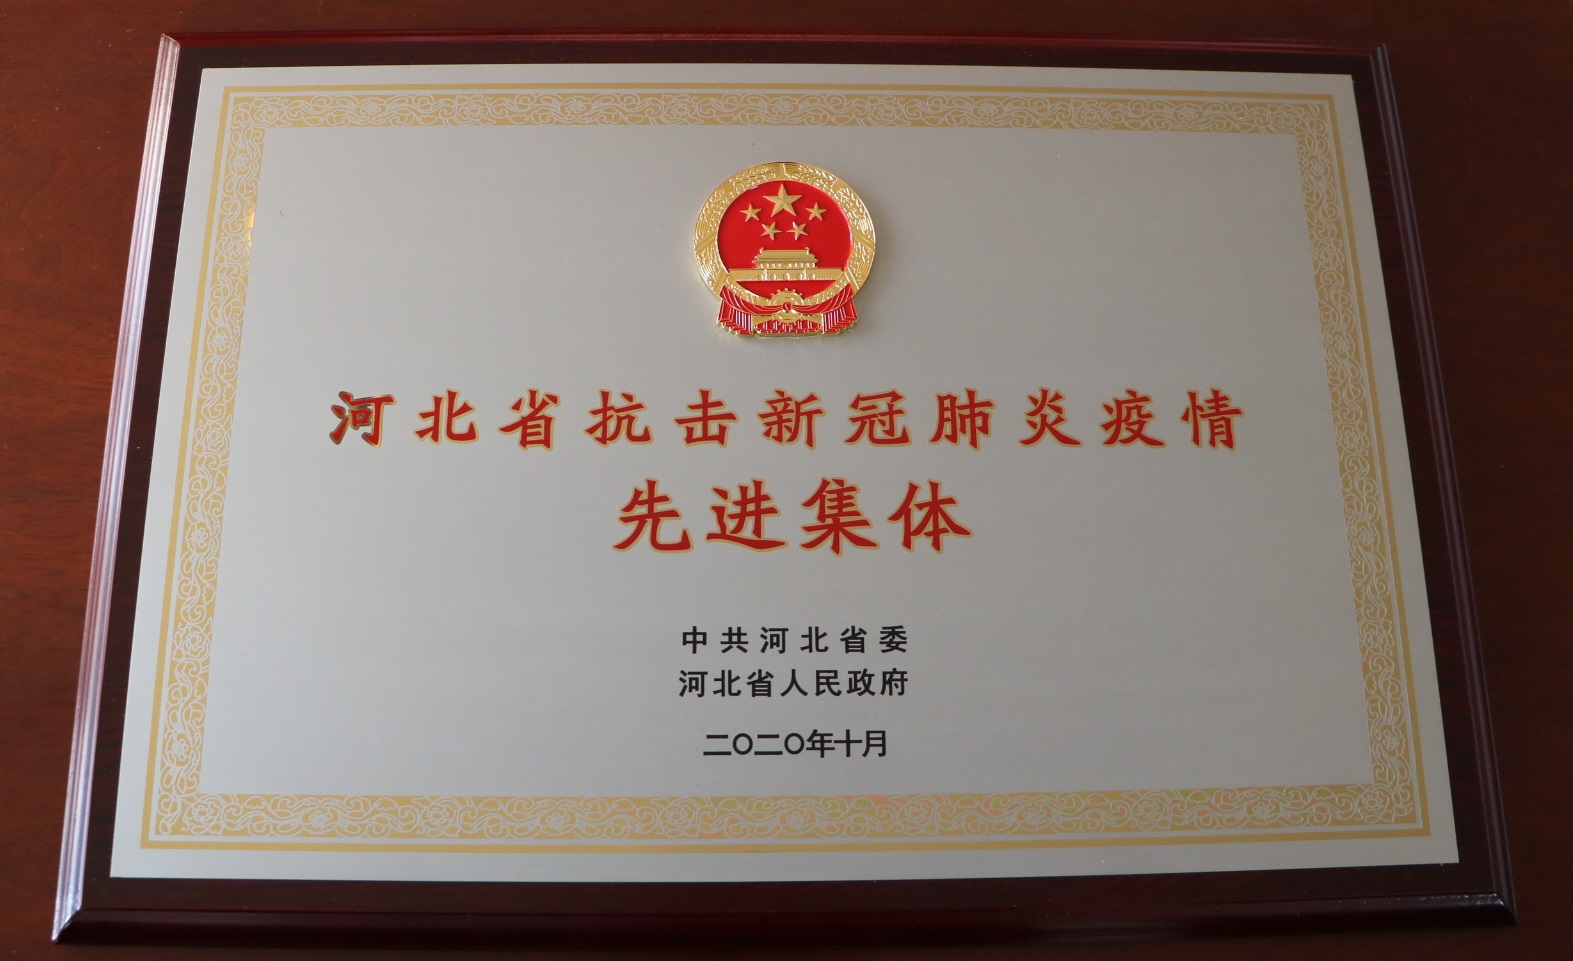 河北省抗击新冠肺炎疫情
先进集体
中共河北省委
河北省人民政府
二〇二〇年十月